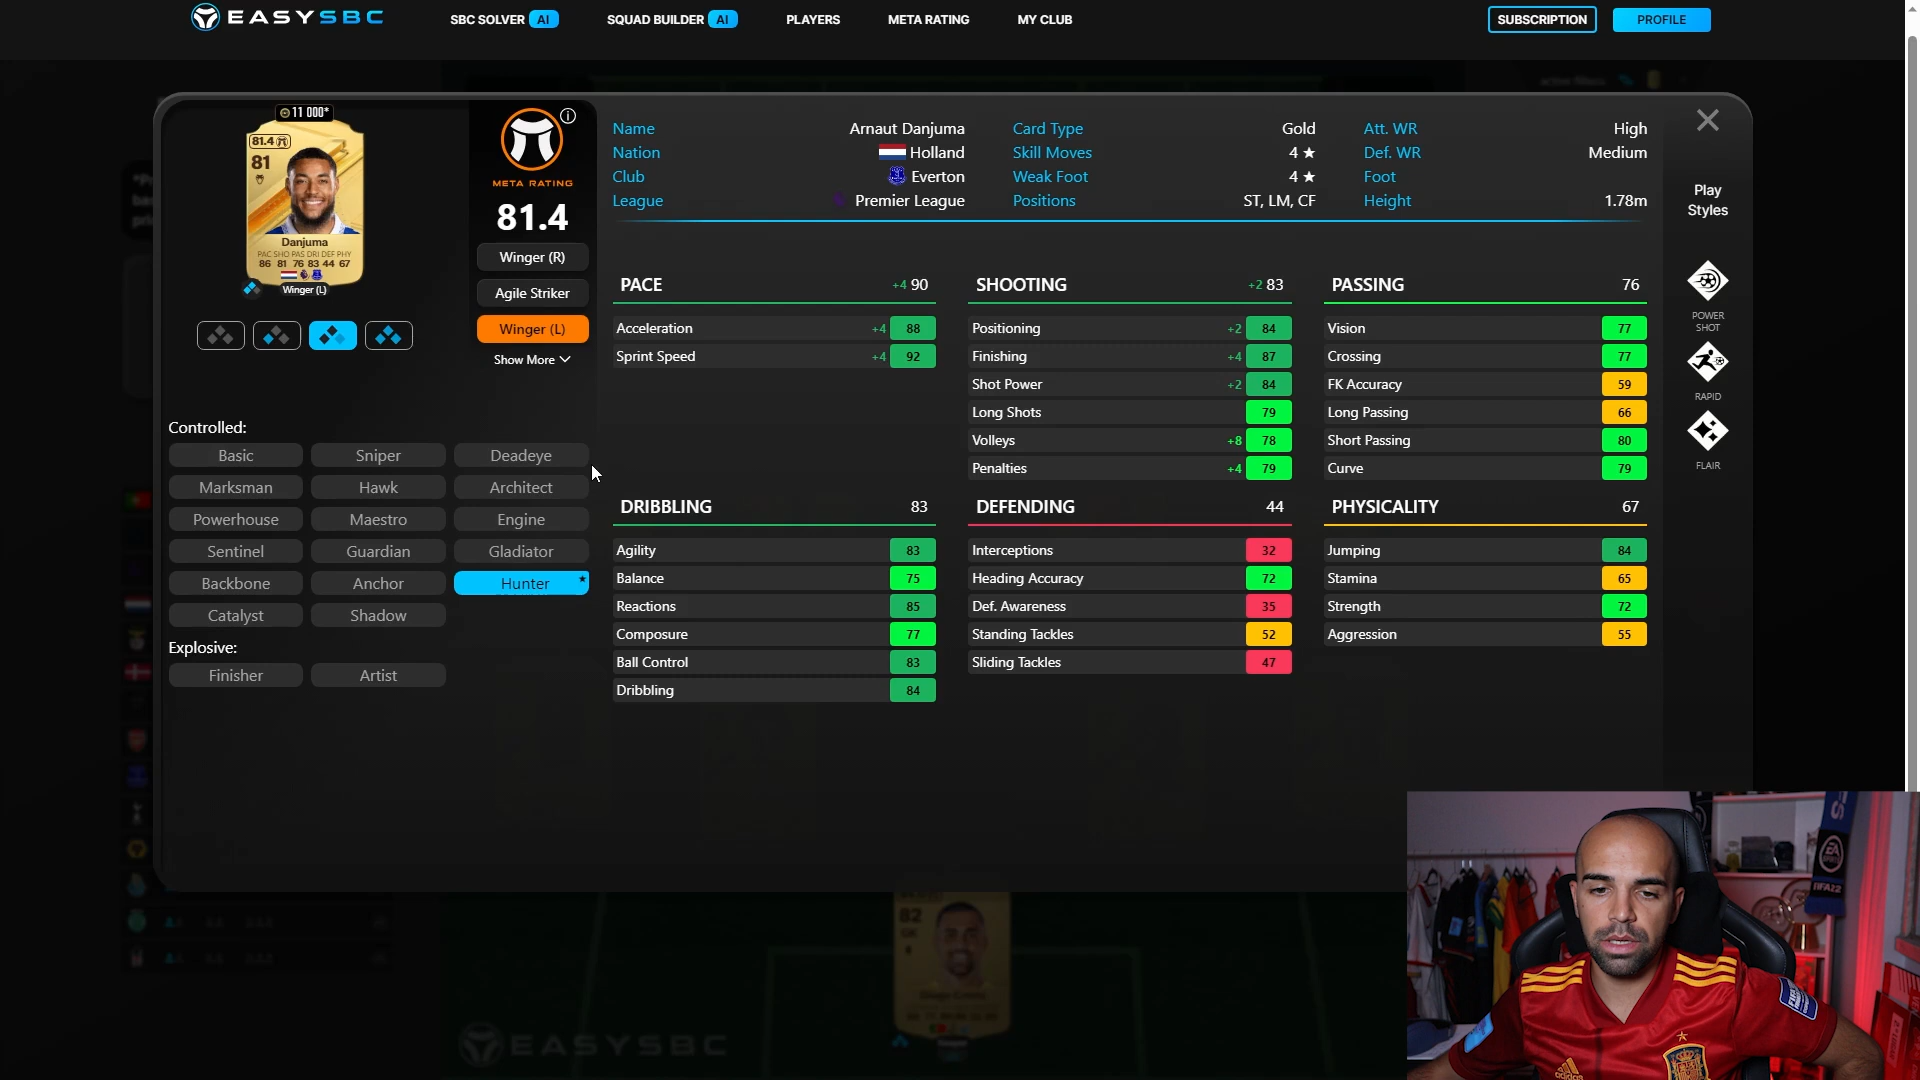 EASYSBC
SBC SOLVER AI
SQUAD BUILDER AI
PLAYERS
META RATING
MY CLUB
SUBSCRIPTION
PROFILE
11 000*
81.4
81
Danjuma
PAC SHO PAS DRI DEF PHY
86 81 76 83 44 67
Winger (L)
META RATING
81.4
Winger (R)
Agile Striker
Winger (L)
Show More
Name Arnaut Danjuma
Nation Holland
Club Everton
League Premier League
Card Type Gold
Skill Moves 4 ★
Weak Foot 4 ★
Positions ST, LM, CF
Att. WR High
Def. WR Medium
Foot
Height 1.78m
Play
Styles
POWER
SHOT
RAPID
FLAIR
Controlled:
Basic Sniper Deadeye
Marksman Hawk Architect
Powerhouse Maestro Engine
Sentinel Guardian Gladiator
Backbone Anchor Hunter ★
Catalyst Shadow
Explosive:
Finisher Artist
PACE +4 90
Acceleration +4 88
Sprint Speed +4 92
SHOOTING +2 83
Positioning +2 84
Finishing +4 87
Shot Power +2 84
Long Shots 79
Volleys +8 78
Penalties +4 79
PASSING 76
Vision 77
Crossing 77
FK Accuracy 59
Long Passing 66
Short Passing 80
Curve 79
DRIBBLING 83
Agility 83
Balance 75
Reactions 85
Composure 77
Ball Control 83
Dribbling 84
DEFENDING 44
Interceptions 32
Heading Accuracy 72
Def. Awareness 35
Standing Tackles 52
Sliding Tackles 47
PHYSICALITY 67
Jumping 84
Stamina 65
Strength 72
Aggression 55
82
GK
EASYSBC
EA
FIFA22
adidas